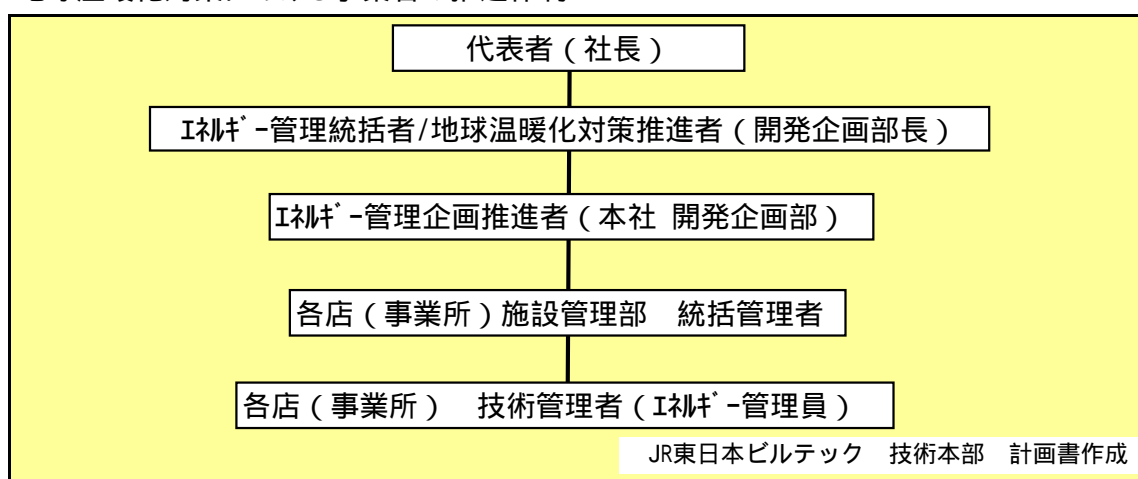 代表者（社長）
ｴﾈﾙｷﾞｰ管理統括者/地球温暖化対策推進者（開発企画部長）
ｴﾈﾙｷﾞｰ管理企画推進者（本社 開発企画部）
各店（事業所）施設管理部　統括管理者
各店（事業所）　技術管理者（ｴﾈﾙｷﾞｰ管理員）
JR東日本ビルテック　技術本部　計画書作成